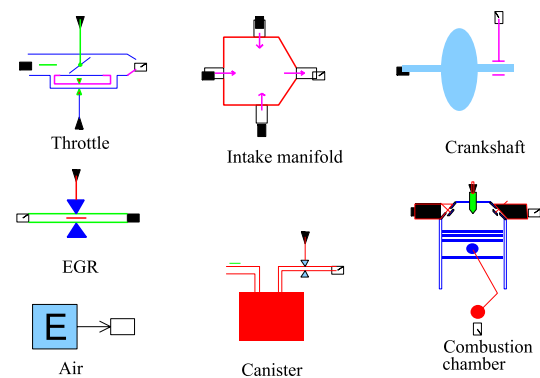 Throttle
Intake manifold
Crankshaft
EGR
E
Air
Canister
Combustion
chamber